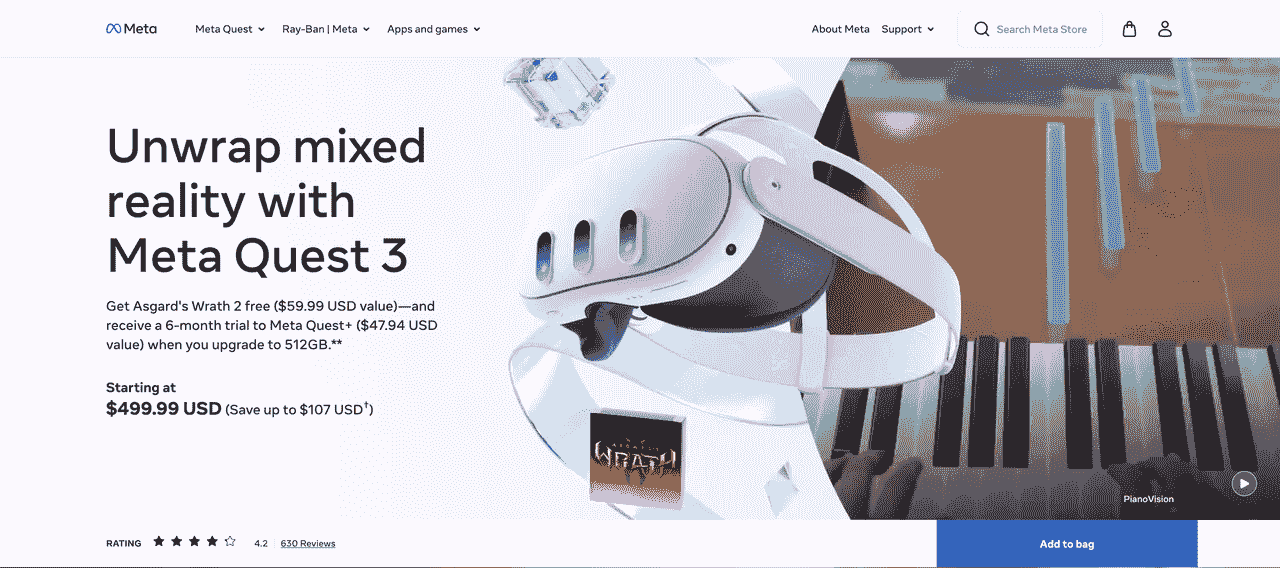 Meta
Meta Quest
Ray-Ban | Meta
Apps and games
About Meta
Support
Search Meta Store
Unwrap mixed
reality with
Meta Quest 3
Get Asgard's Wrath 2 free ($59.99 USD value)—and
receive a 6-month trial to Meta Quest+ ($47.94 USD
value) when you upgrade to 512GB.**
Starting at
$499.99 USD (Save up to $107 USD†)
WRATH
PianoVision
RATING
4.2
630 Reviews
Add to bag